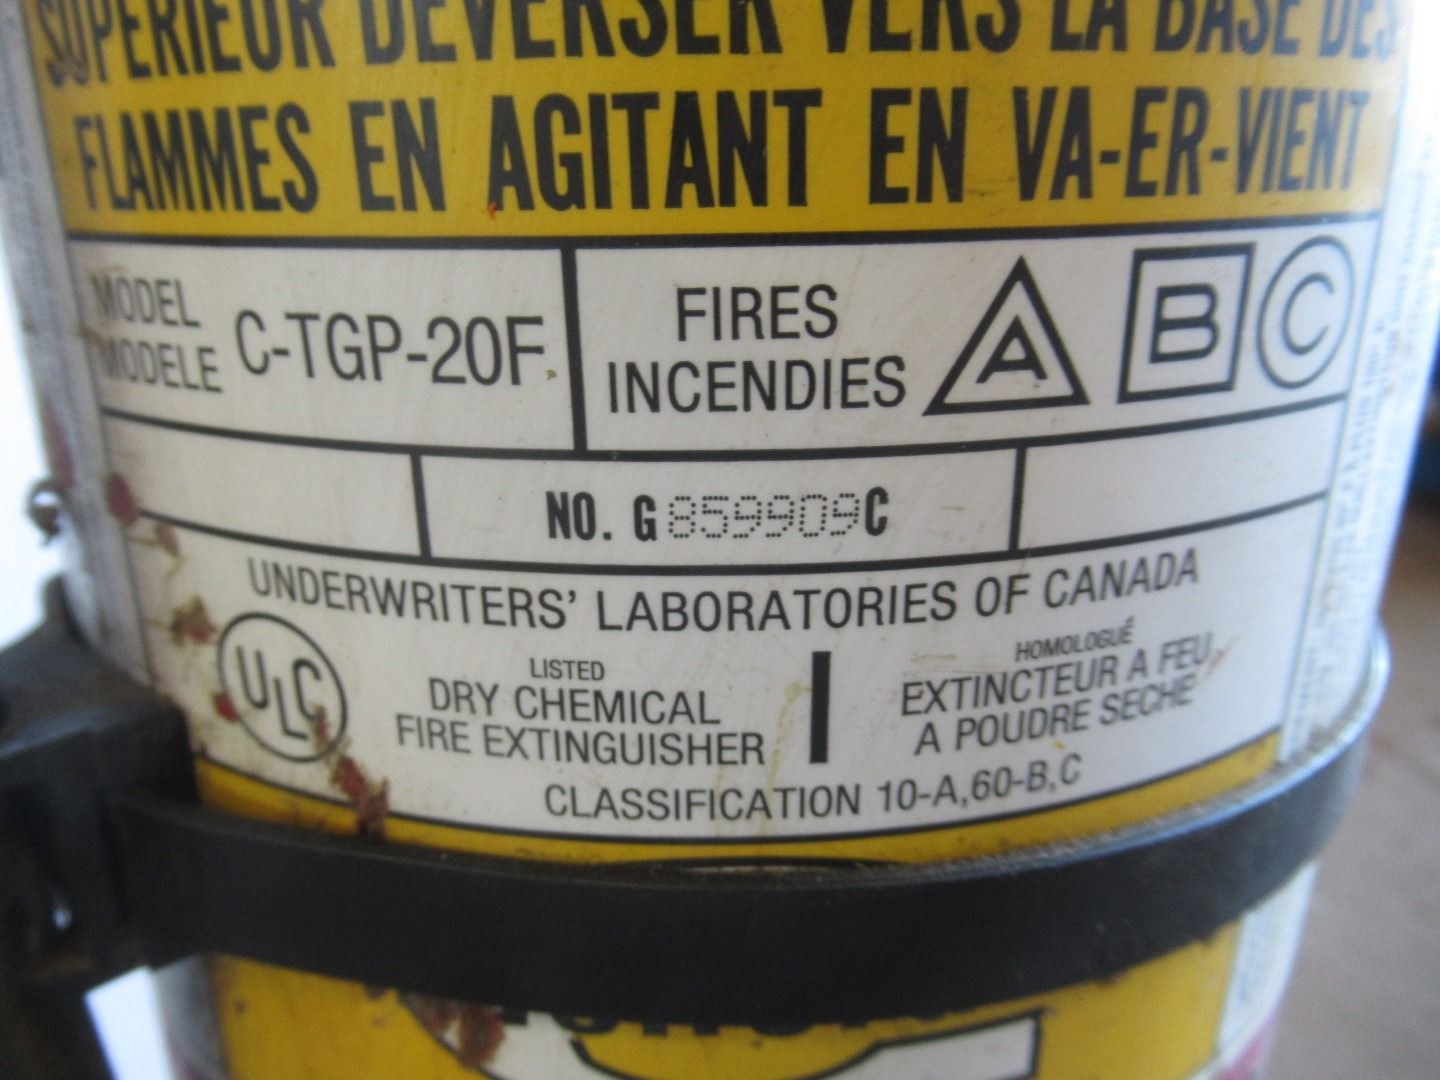 SUPERIEUR DEVERSER VERS LA BASE DES
FLAMMES EN AGITANT EN VA-ER-VIENT
MODEL
MODELE
C-TGP-20F
FIRES
INCENDIES
A B C
NO. G859909C
UNDERWRITERS' LABORATORIES OF CANADA
ULC
LISTED
DRY CHEMICAL
FIRE EXTINGUISHER
HOMOLOGUÉ
EXTINCTEUR A FEU
A POUDRE SECHE
CLASSIFICATION 10-A,60-B,C